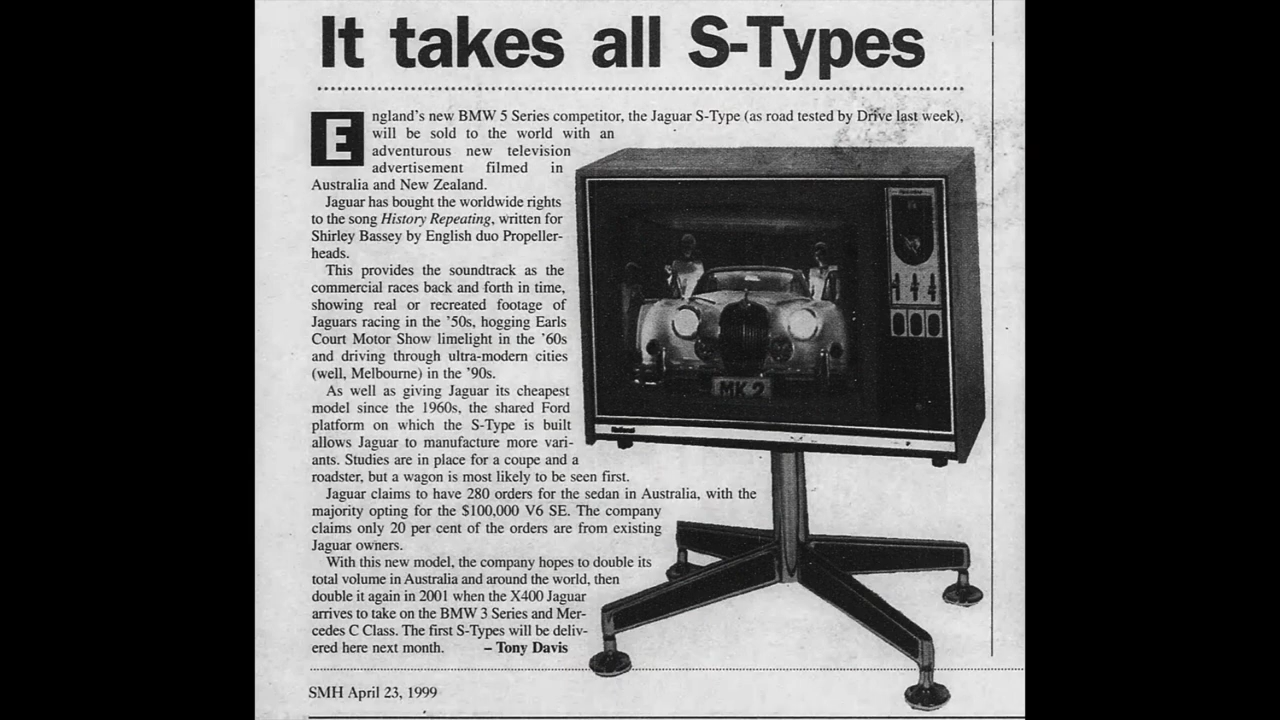 It takes all S-Types
England's new BMW 5 Series competitor, the Jaguar S-Type (as road tested by Drive last week),
will be sold to the world with an
adventurous new television
advertisement filmed in
Australia and New Zealand.
Jaguar has bought the worldwide rights
to the song History Repeating, written for
Shirley Bassey by English duo Propeller-
heads.
This provides the soundtrack as the
commercial races back and forth in time,
showing real or recreated footage of
Jaguars racing in the '50s, hogging Earls
Court Motor Show limelight in the '60s
and driving through ultra-modern cities
(well, Melbourne) in the '90s.
As well as giving Jaguar its cheapest
model since the 1960s, the shared Ford
platform on which the S-Type is built
allows Jaguar to manufacture more vari-
ants. Studies are in place for a coupe and a
roadster, but a wagon is most likely to be seen first.
Jaguar claims to have 280 orders for the sedan in Australia, with the
majority opting for the $100,000 V6 SE. The company
claims only 20 per cent of the orders are from existing
Jaguar owners.
With this new model, the company hopes to double its
total volume in Australia and around the world, then
double it again in 2001 when the X400 Jaguar
arrives to take on the BMW 3 Series and Mer-
cedes C Class. The first S-Types will be deliv-
ered here next month. – Tony Davis
MK 2
SMH April 23, 1999